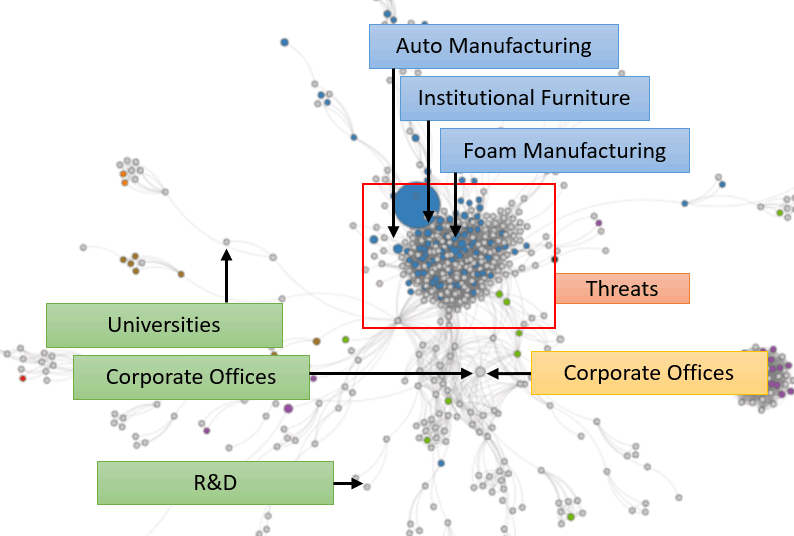 Auto Manufacturing
Institutional Furniture
Foam Manufacturing
Threats
Universities
Corporate Offices
Corporate Offices
R&D